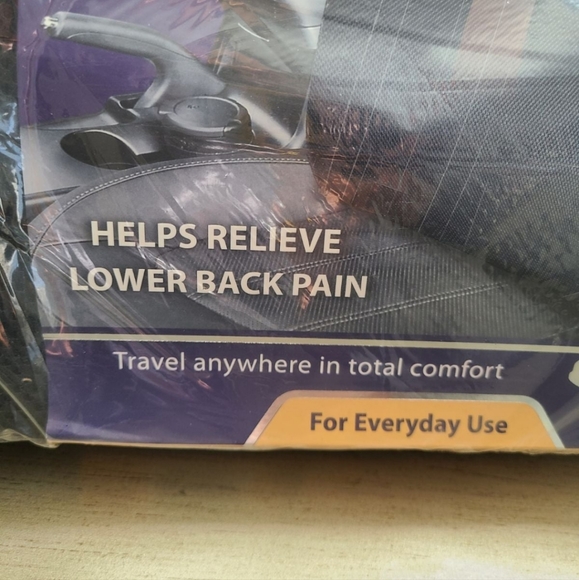 HELPS RELIEVE
LOWER BACK PAIN
Travel anywhere in total comfort
For Everyday Use